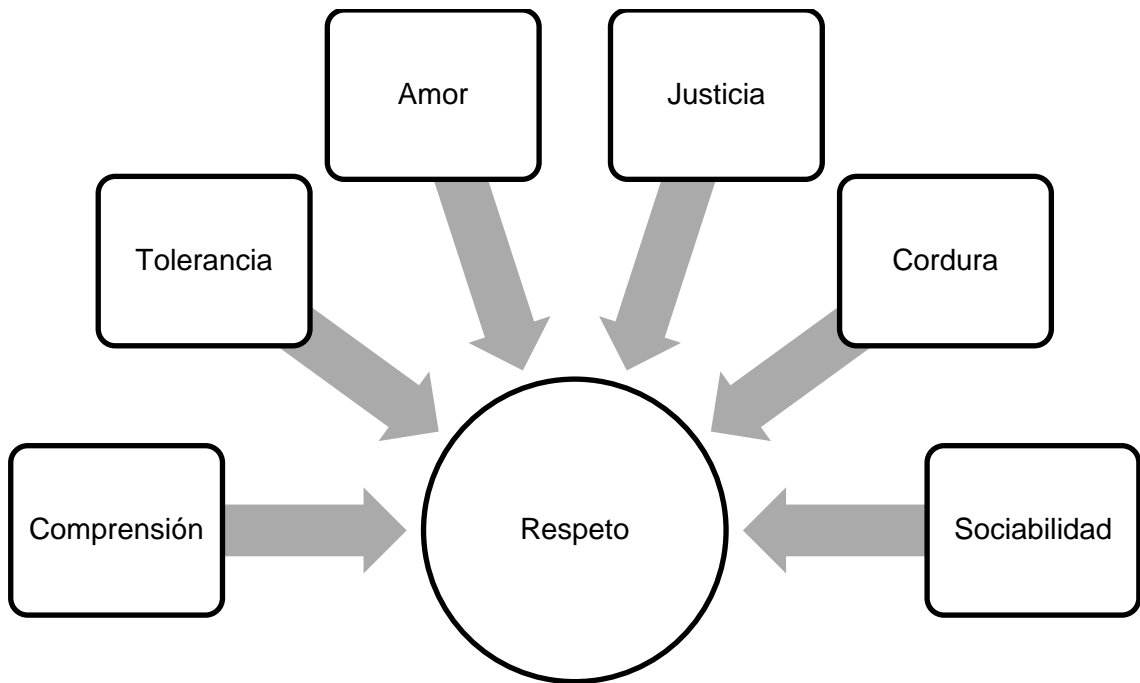 Amor
Justicia
Tolerancia
Cordura
Comprensión
Respeto
Sociabilidad